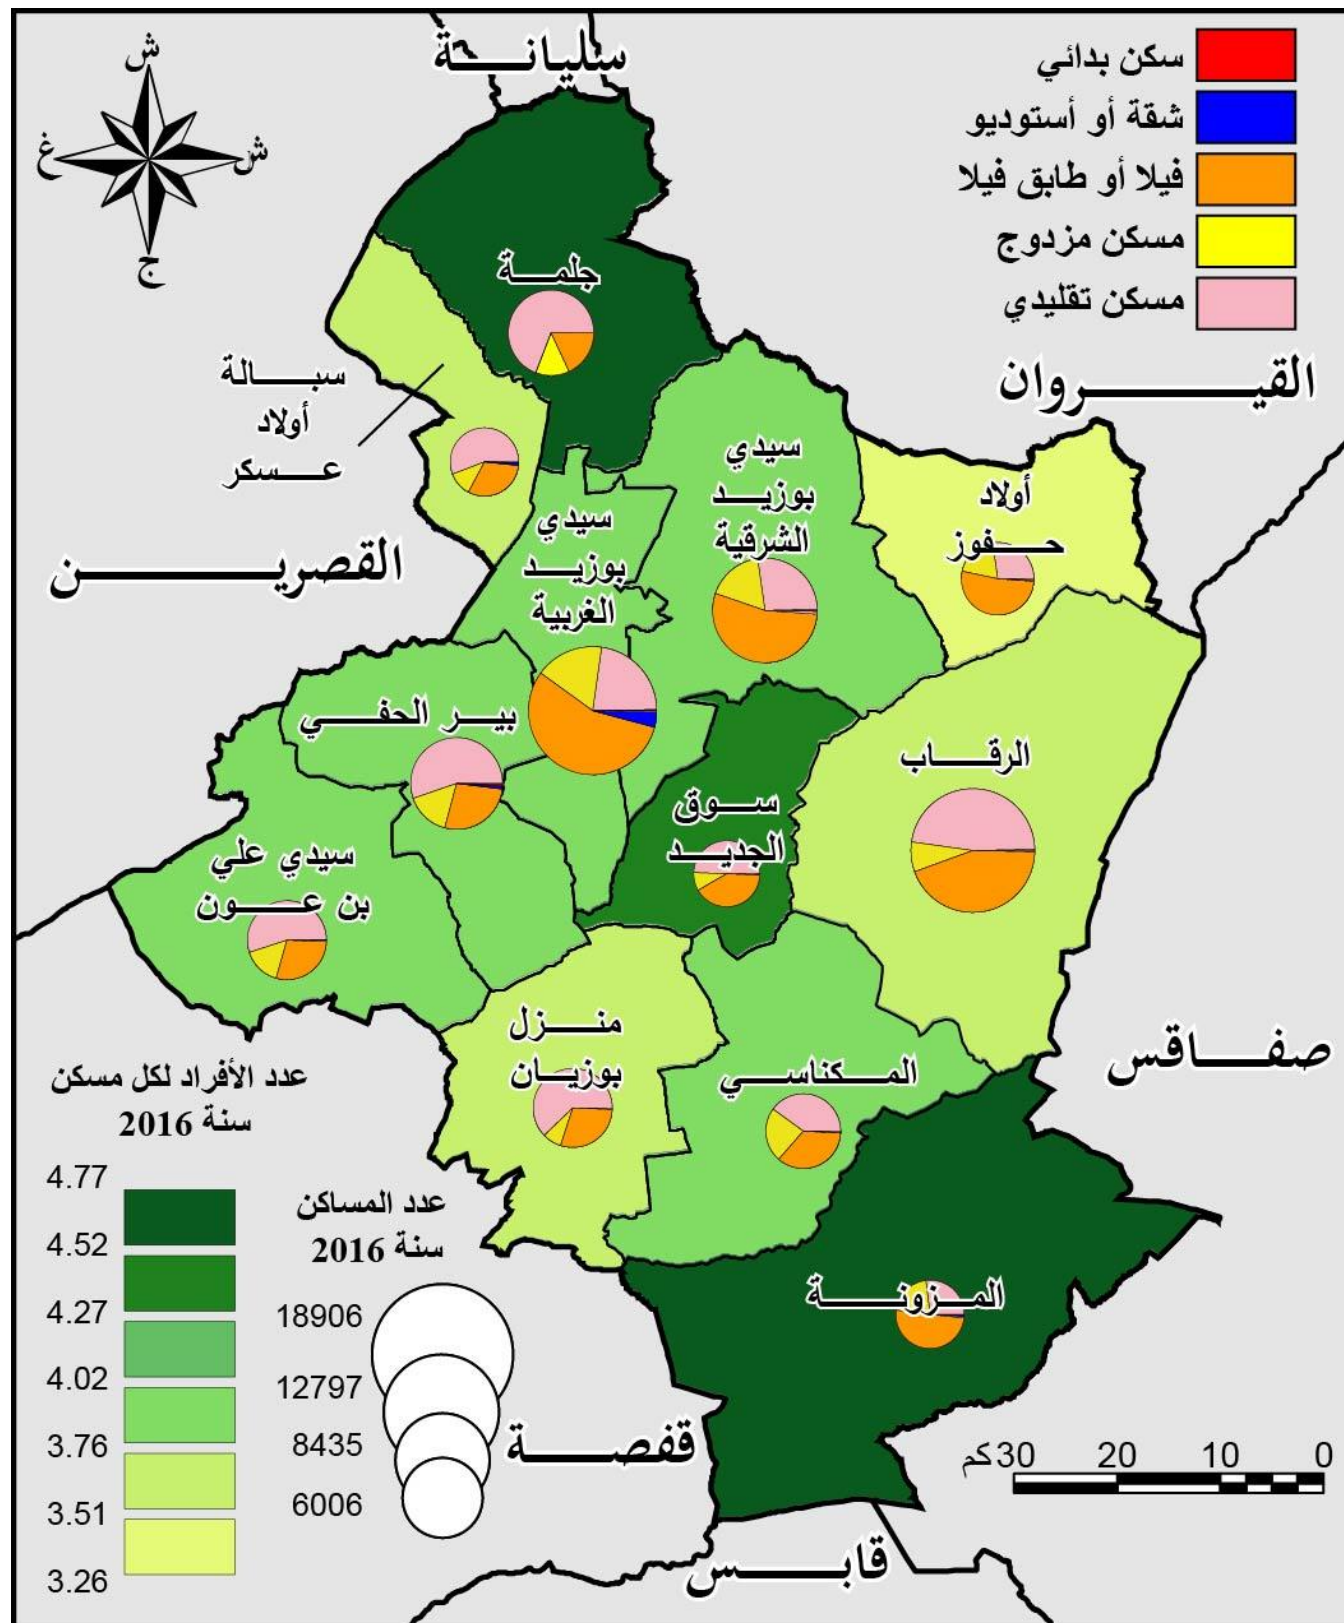 سليانة
ش
غ
ش
ج
سكن بدائي
شقة أو أستوديو
فيلا أو طابق فيلا
مسكن مزدوج
مسكن تقليدي
القيروان
جلمة
سبالة
أولاد
عسكر
سيدي
بوزيد
الشرقية
أولاد
حفوز
سيدي
بوزيد
الغربية
القصرين
بير الحفي
الرقاب
سوق
الجديد
سيدي علي
بن عون
منزل
بوزيان
المكناسي
صفاقس
المزونة
عدد الأفراد لكل مسكن
سنة 2016
4.77
4.52
4.27
4.02
3.76
3.51
3.26
عدد المساكن
سنة 2016
18906
12797
8435
6006
قفصة
قابس
0 10 20 30 كم